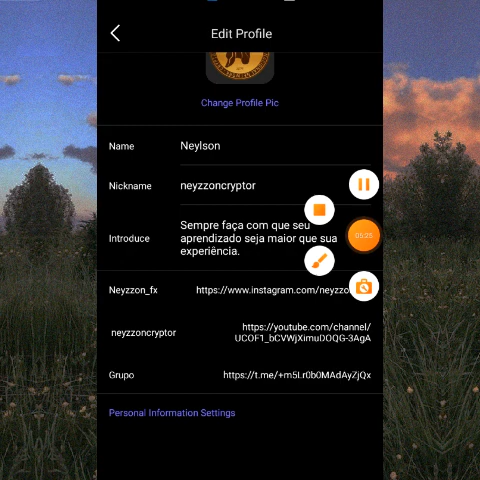 Edit Profile
Change Profile Pic
Name Neylson
Nickname neyzzoncryptor
Introduce
Sempre faça com que seu
aprendizado seja maior que sua
experiência.
05:25
Neyzzon_fx https://www.instagram.com/neyzzo
neyzzoncryptor
https://youtube.com/channel/
UCOF1_bCVWjXimuDOQG-3AgA
Grupo https://t.me/+m5Lr0b0MAdAyZjQx
Personal Information Settings